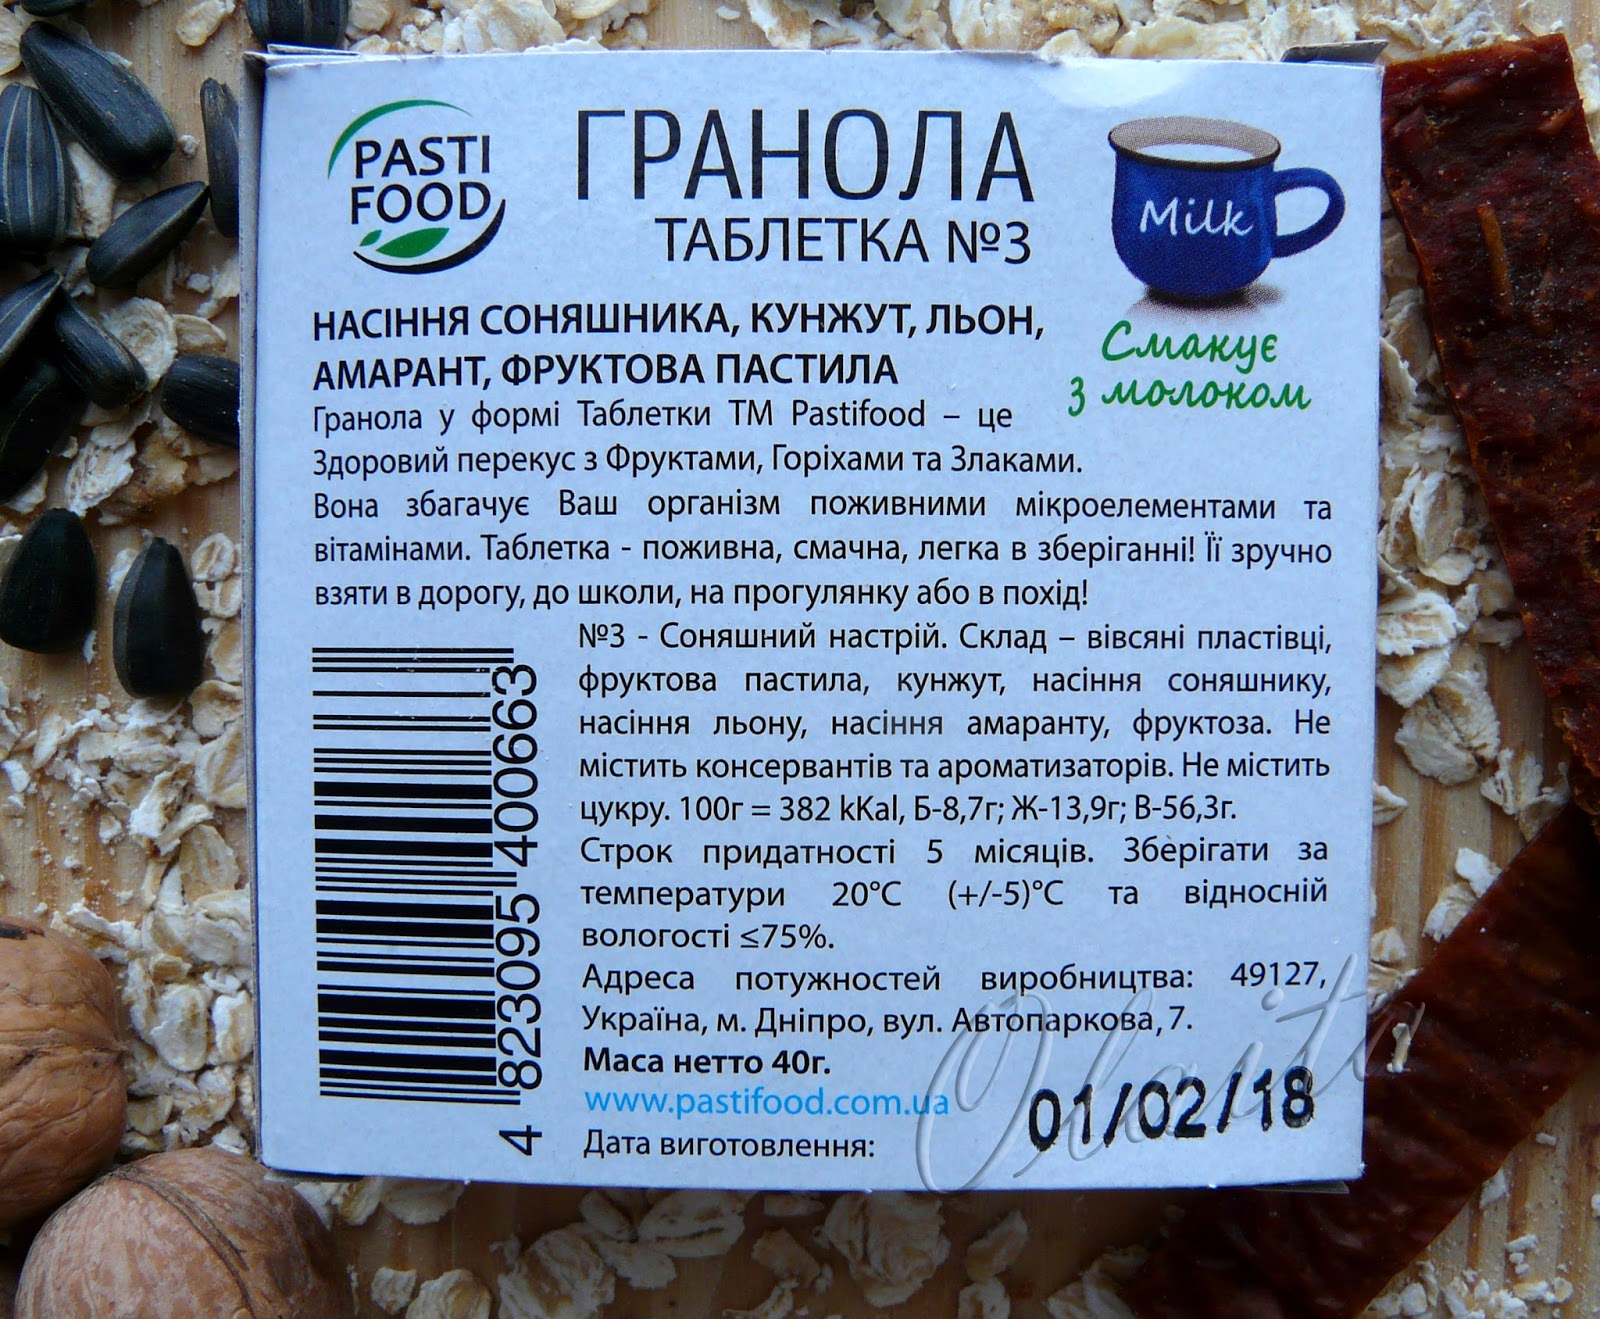 PASTI
FOOD
ГРАНОЛА
ТАБЛЕТКА №3
Milk
Смакує
з молоком
НАСІННЯ СОНЯШНИКА, КУНЖУТ, ЛЬОН,
АМАРАНТ, ФРУКТОВА ПАСТИЛА
Гранола у формі Таблетки ТМ Pastifood – це
Здоровий перекус з Фруктами, Горіхами та Злаками.
Вона збагачує Ваш організм поживними мікроелементами та
вітамінами. Таблетка - поживна, смачна, легка в зберіганні! Її зручно
взяти в дорогу, до школи, на прогулянку або в похід!
№3 - Соняшний настрій. Склад – вівсяні пластівці,
фруктова пастила, кунжут, насіння соняшнику,
насіння льону, насіння амаранту, фруктоза. Не
містить консервантів та ароматизаторів. Не містить
цукру. 100г = 382 kKal, Б-8,7г; Ж-13,9г; В-56,3г.
Строк придатності 5 місяців. Зберігати за
температури 20°C (+/-5)°C та відносній
вологості ≤75%.
Адреса потужностей виробництва: 49127,
Україна, м. Дніпро, вул. Автопаркова, 7.
Маса нетто 40г.
www.pastifood.com.ua
Дата виготовлення:
01/02/18
4 823095 400663